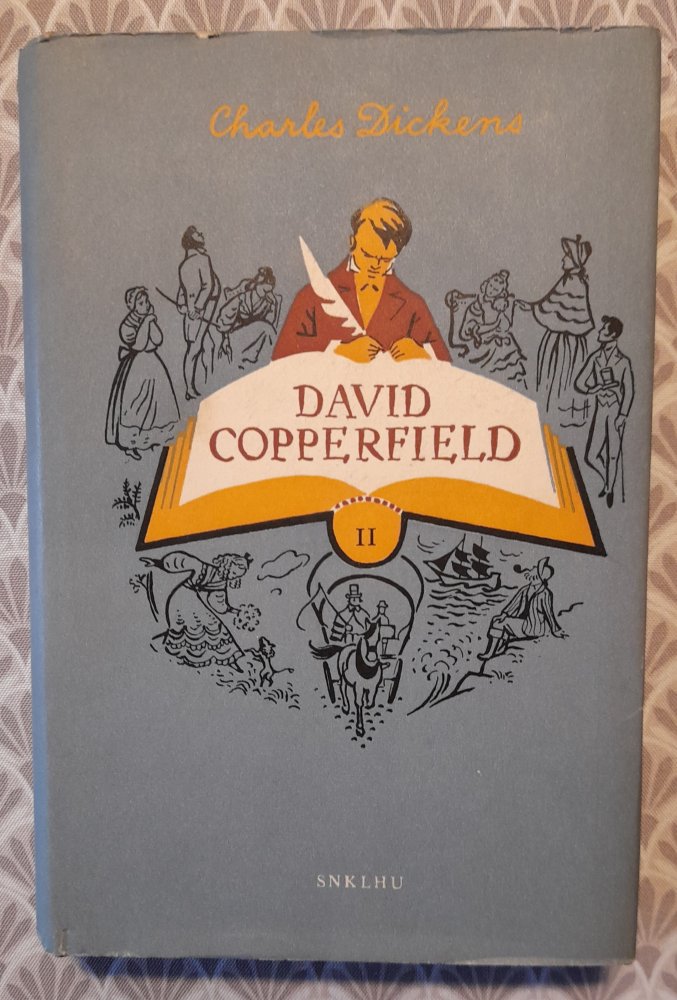 Charles Dickens
DAVID
COPPERFIELD
II
SNKLHU